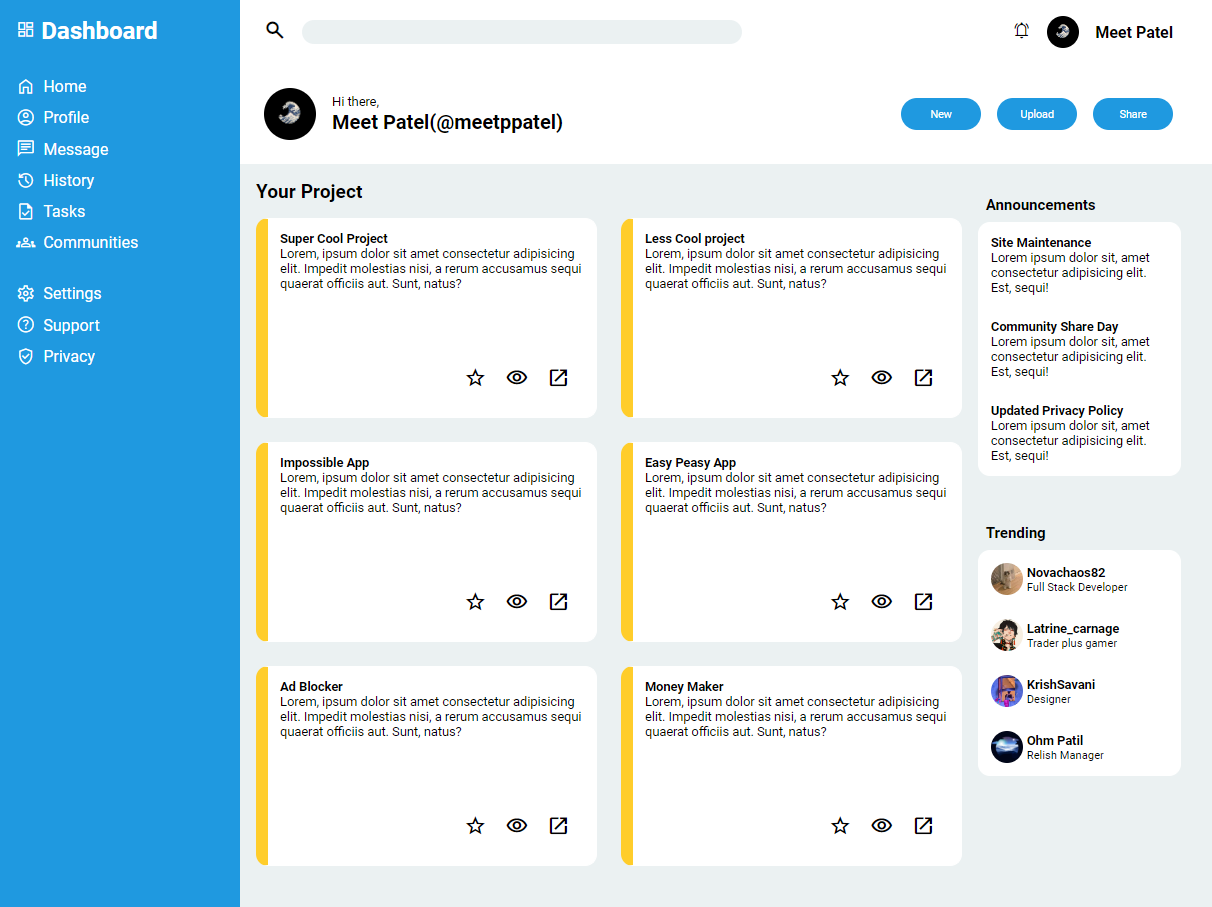 Dashboard
Home
Profile
Message
History
Tasks
Communities
Settings
Support
Privacy
Meet Patel
Hi there,
Meet Patel(@meetppatel)
New
Upload
Share
Your Project
Super Cool Project
Lorem, ipsum dolor sit amet consectetur adipisicing
elit. Impedit molestias nisi, a rerum accusamus sequi
quaerat officiis aut. Sunt, natus?
Less Cool project
Lorem, ipsum dolor sit amet consectetur adipisicing
elit. Impedit molestias nisi, a rerum accusamus sequi
quaerat officiis aut. Sunt, natus?
Impossible App
Lorem, ipsum dolor sit amet consectetur adipisicing
elit. Impedit molestias nisi, a rerum accusamus sequi
quaerat officiis aut. Sunt, natus?
Easy Peasy App
Lorem, ipsum dolor sit amet consectetur adipisicing
elit. Impedit molestias nisi, a rerum accusamus sequi
quaerat officiis aut. Sunt, natus?
Ad Blocker
Lorem, ipsum dolor sit amet consectetur adipisicing
elit. Impedit molestias nisi, a rerum accusamus sequi
quaerat officiis aut. Sunt, natus?
Money Maker
Lorem, ipsum dolor sit amet consectetur adipisicing
elit. Impedit molestias nisi, a rerum accusamus sequi
quaerat officiis aut. Sunt, natus?
Announcements
Site Maintenance
Lorem ipsum dolor sit, amet
consectetur adipisicing elit.
Est, sequi!
Community Share Day
Lorem ipsum dolor sit, amet
consectetur adipisicing elit.
Est, sequi!
Updated Privacy Policy
Lorem ipsum dolor sit, amet
consectetur adipisicing elit.
Est, sequi!
Trending
Novachaos82
Full Stack Developer
Latrine_carnage
Trader plus gamer
KrishSavani
Designer
Ohm Patil
Relish Manager